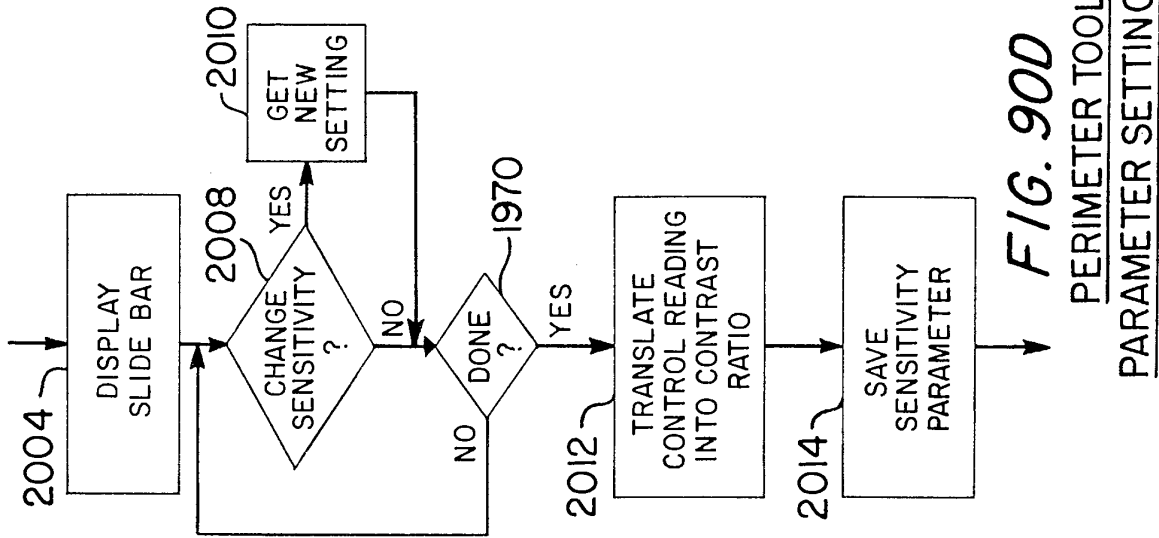 2004
DISPLAY
SLIDE BAR
2008
CHANGE
SENSITIVITY
?
YES
2010
GET
NEW
SETTING
NO
1970
DONE
?
NO
YES
2012
TRANSLATE
CONTROL READING
INTO CONTRAST
RATIO
2014
SAVE
SENSITIVITY
PARAMETER
FIG. 90D
PERIMETER TOOL
PARAMETER SETTING